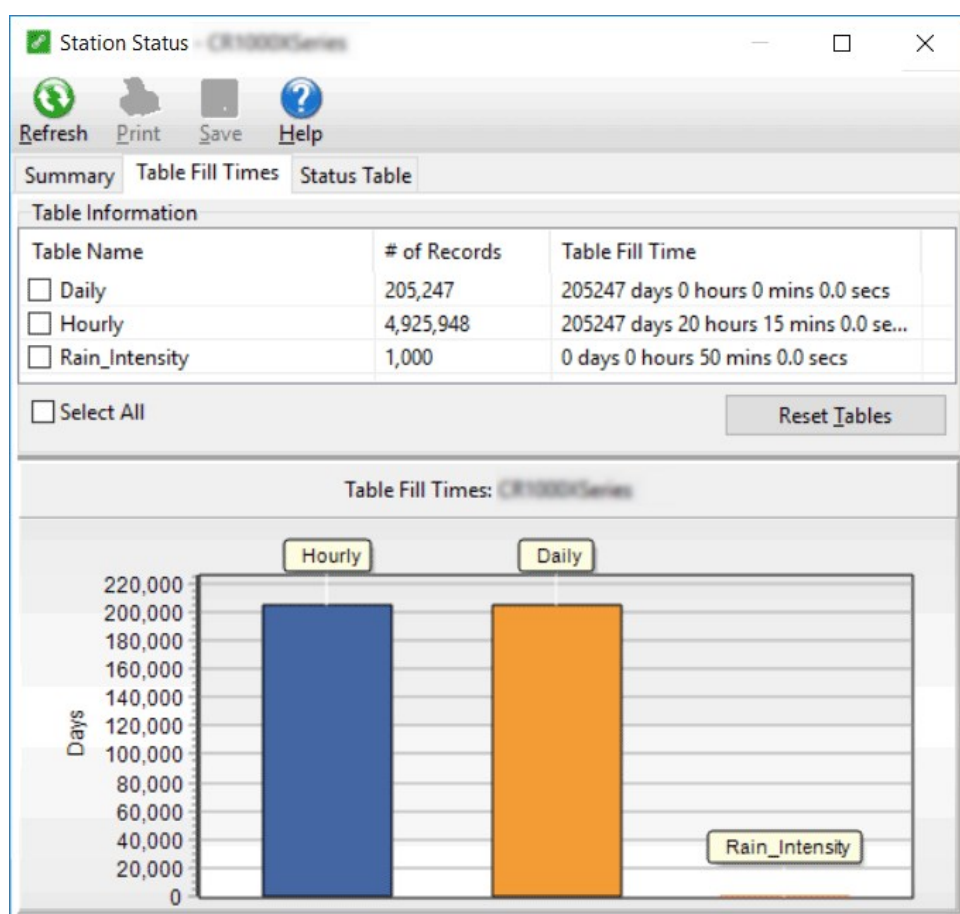 Station Status -
Refresh Print Save Help
Summary Table Fill Times Status Table
Table Information
Table Name # of Records Table Fill Time
Daily 205,247 205247 days 0 hours 0 mins 0.0 secs
Hourly 4,925,948 205247 days 20 hours 15 mins 0.0 se...
Rain_Intensity 1,000 0 days 0 hours 50 mins 0.0 secs
Select All Reset Tables
Table Fill Times:
Hourly Daily
220,000
200,000
180,000
160,000
140,000
120,000
100,000
80,000
60,000
40,000
20,000
0
Days
Rain_Intensity